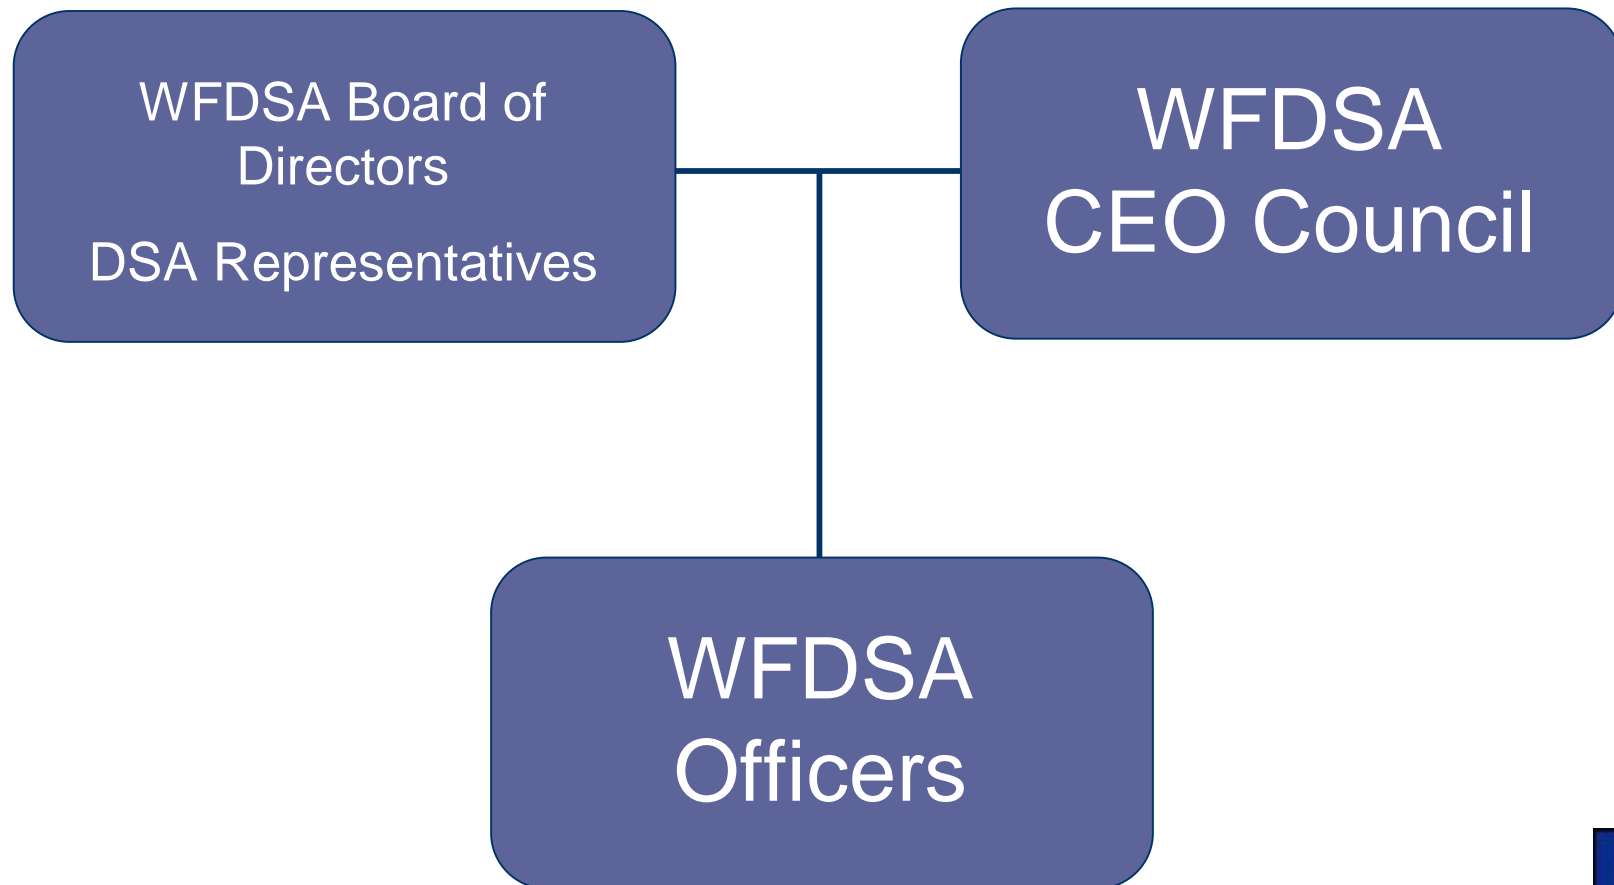 WFDSA Board of
Directors
DSA Representatives
WFDSA
CEO Council
WFDSA
Officers